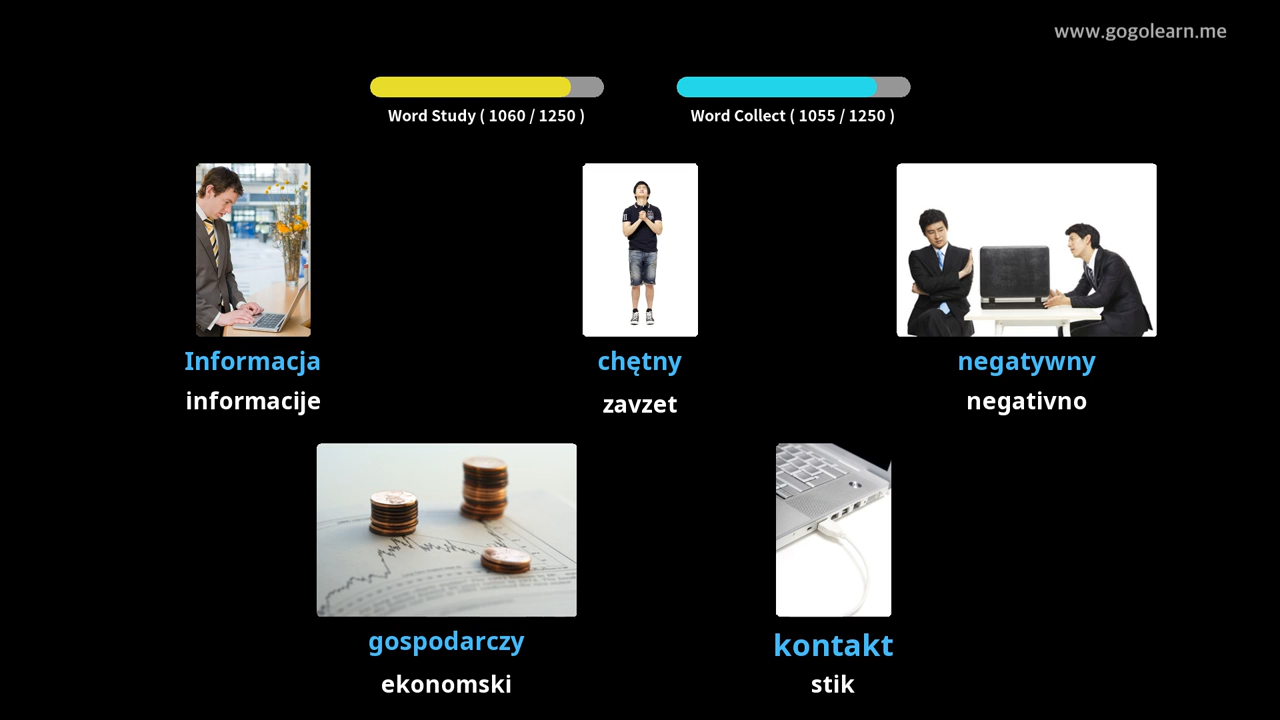 www.gogolearn.me
Word Study ( 1060 / 1250 )
Word Collect ( 1055 / 1250 )
Informacja
informacije
chętny
zavzet
negatywny
negativno
gospodarczy
ekonomski
kontakt
stik